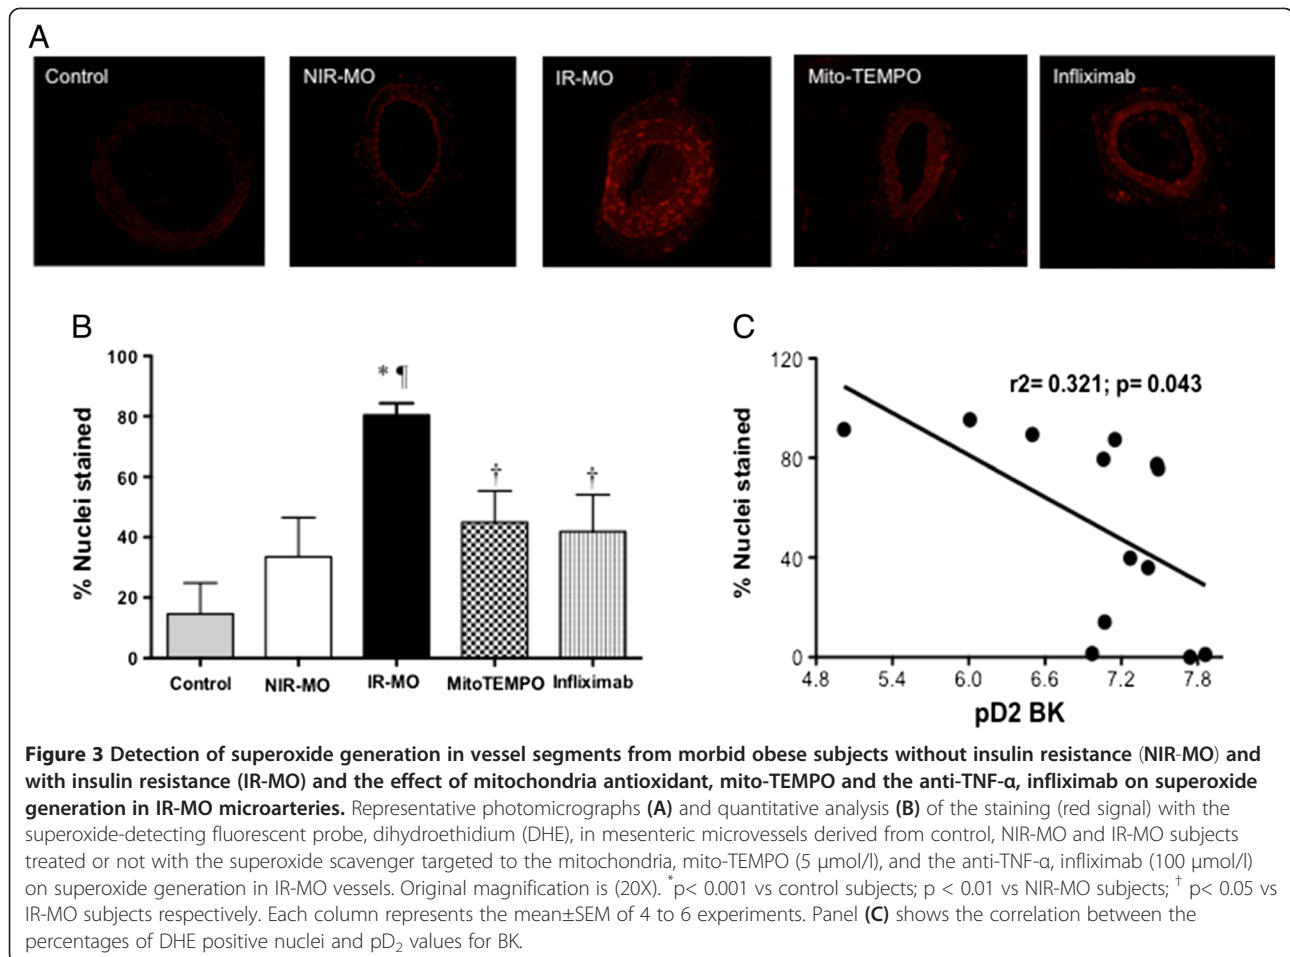 A
Control
NIR-MO
IR-MO
Mito-TEMPO
Infliximab
B
% Nuclei stained
100
80
60
40
20
0
* ¶
†
†
Control
NIR-MO
IR-MO
MitoTEMPO
Infliximab
C
% Nuclei stained
120
80
40
0
r2= 0.321; p= 0.043
4.8
5.4
6.0
6.6
7.2
7.8
pD2 BK
Figure 3 Detection of superoxide generation in vessel segments from morbid obese subjects without insulin resistance (NIR-MO) and
with insulin resistance (IR-MO) and the effect of mitochondria antioxidant, mito-TEMPO and the anti-TNF-α, infliximab on superoxide
generation in IR-MO microarteries. Representative photomicrographs (A) and quantitative analysis (B) of the staining (red signal) with the
superoxide-detecting fluorescent probe, dihydroethidium (DHE), in mesenteric microvessels derived from control, NIR-MO and IR-MO subjects
treated or not with the superoxide scavenger targeted to the mitochondria, mito-TEMPO (5 μmol/l), and the anti-TNF-α, infliximab (100 μmol/l)
on superoxide generation in IR-MO vessels. Original magnification is (20X). *p< 0.001 vs control subjects; p < 0.01 vs NIR-MO subjects; † p< 0.05 vs
IR-MO subjects respectively. Each column represents the mean±SEM of 4 to 6 experiments. Panel (C) shows the correlation between the
percentages of DHE positive nuclei and pD₂ values for BK.